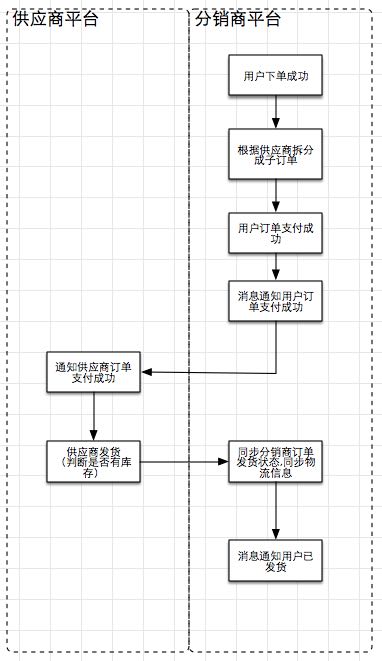 供应商平台
分销商平台
用户下单成功
根据供应商拆分
成子订单
用户订单支付成
功
消息通知用户订
单支付成功
通知供应商订单
支付成功
供应商发货
（判断是否有库
存）
同步分销商订单
发货状态,同步物
流信息
消息通知用户已
发货